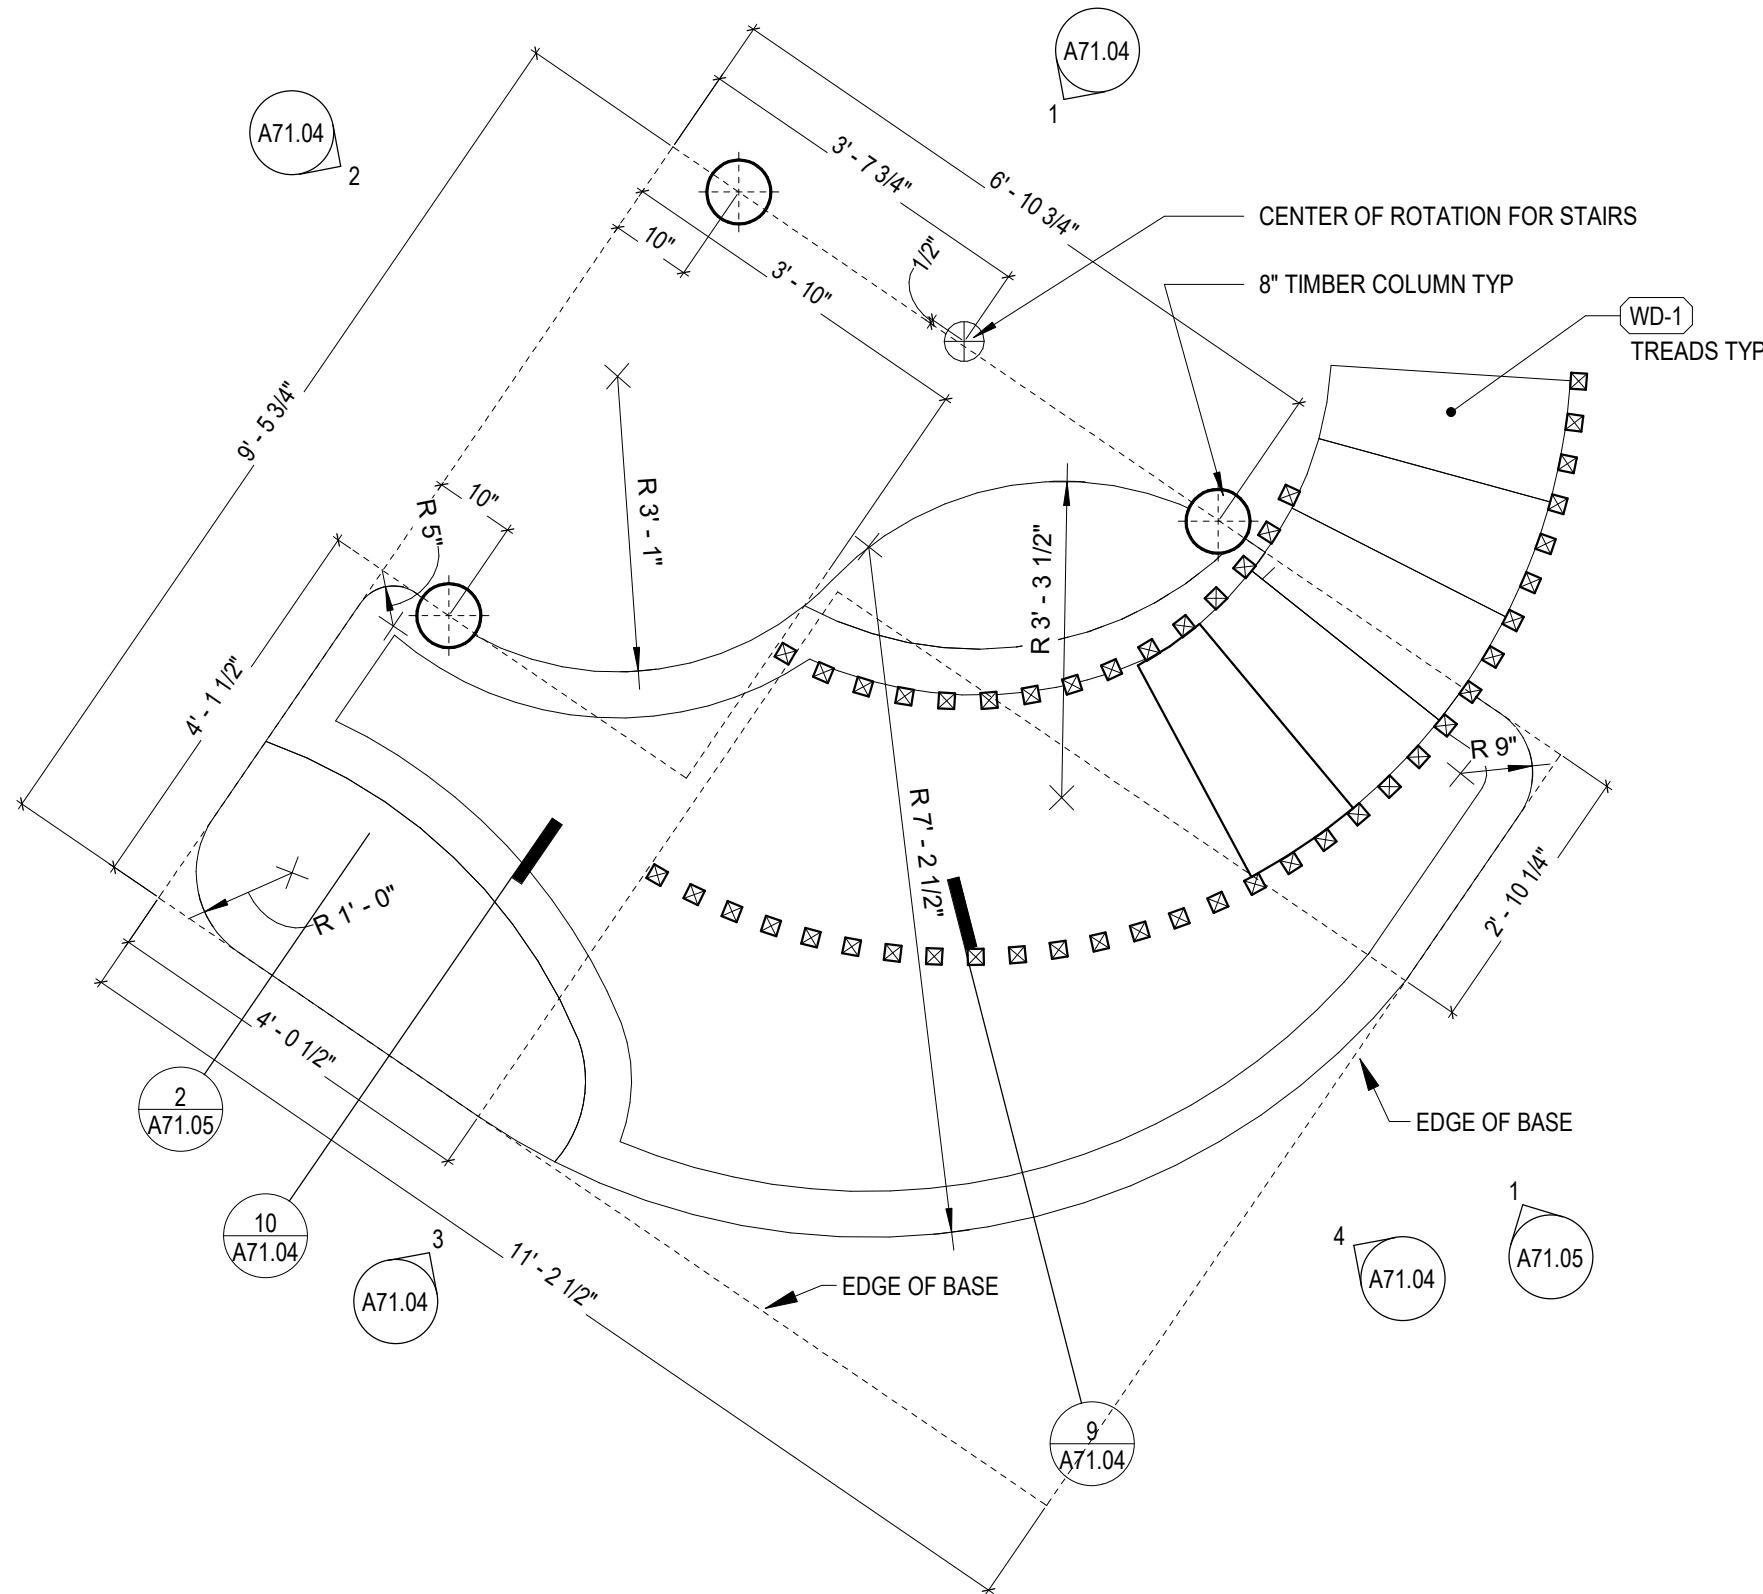 A71.04
1
A71.04
2
3' - 7 3/4"
6' - 10 3/4"
CENTER OF ROTATION FOR STAIRS
10"
3' - 10"
1/2"
8" TIMBER COLUMN TYP
WD-1
TREADS TYP
9' - 5 3/4"
10"
R 5"
R 3' - 1"
R 3' - 3 1/2"
4' - 1 1/2"
R 9"
R 7' - 2 1/2"
R 1' - 0"
2' - 10 1/4"
4' - 0 1/2"
2
A71.05
EDGE OF BASE
10
A71.04
3
A71.04
11' - 2 1/2"
EDGE OF BASE
4
A71.04
1
A71.05
9
A71.04